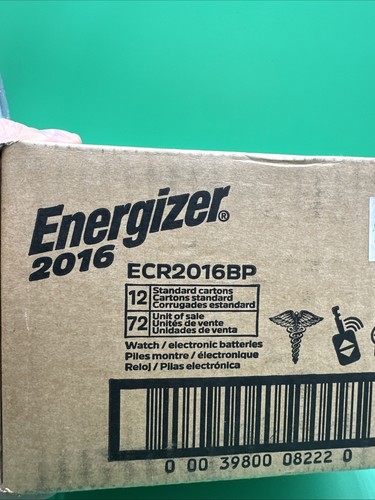 Energizer®
2016
ECR2016BP
12 Standard cartons
Cartons standard
Corrugades estandard
72 Unit of sale
Unités de vente
Unidades de venta
Watch / electronic batteries
Piles montre / électronique
Reloj / Pilas electrónica
0 00 39800 08222 0